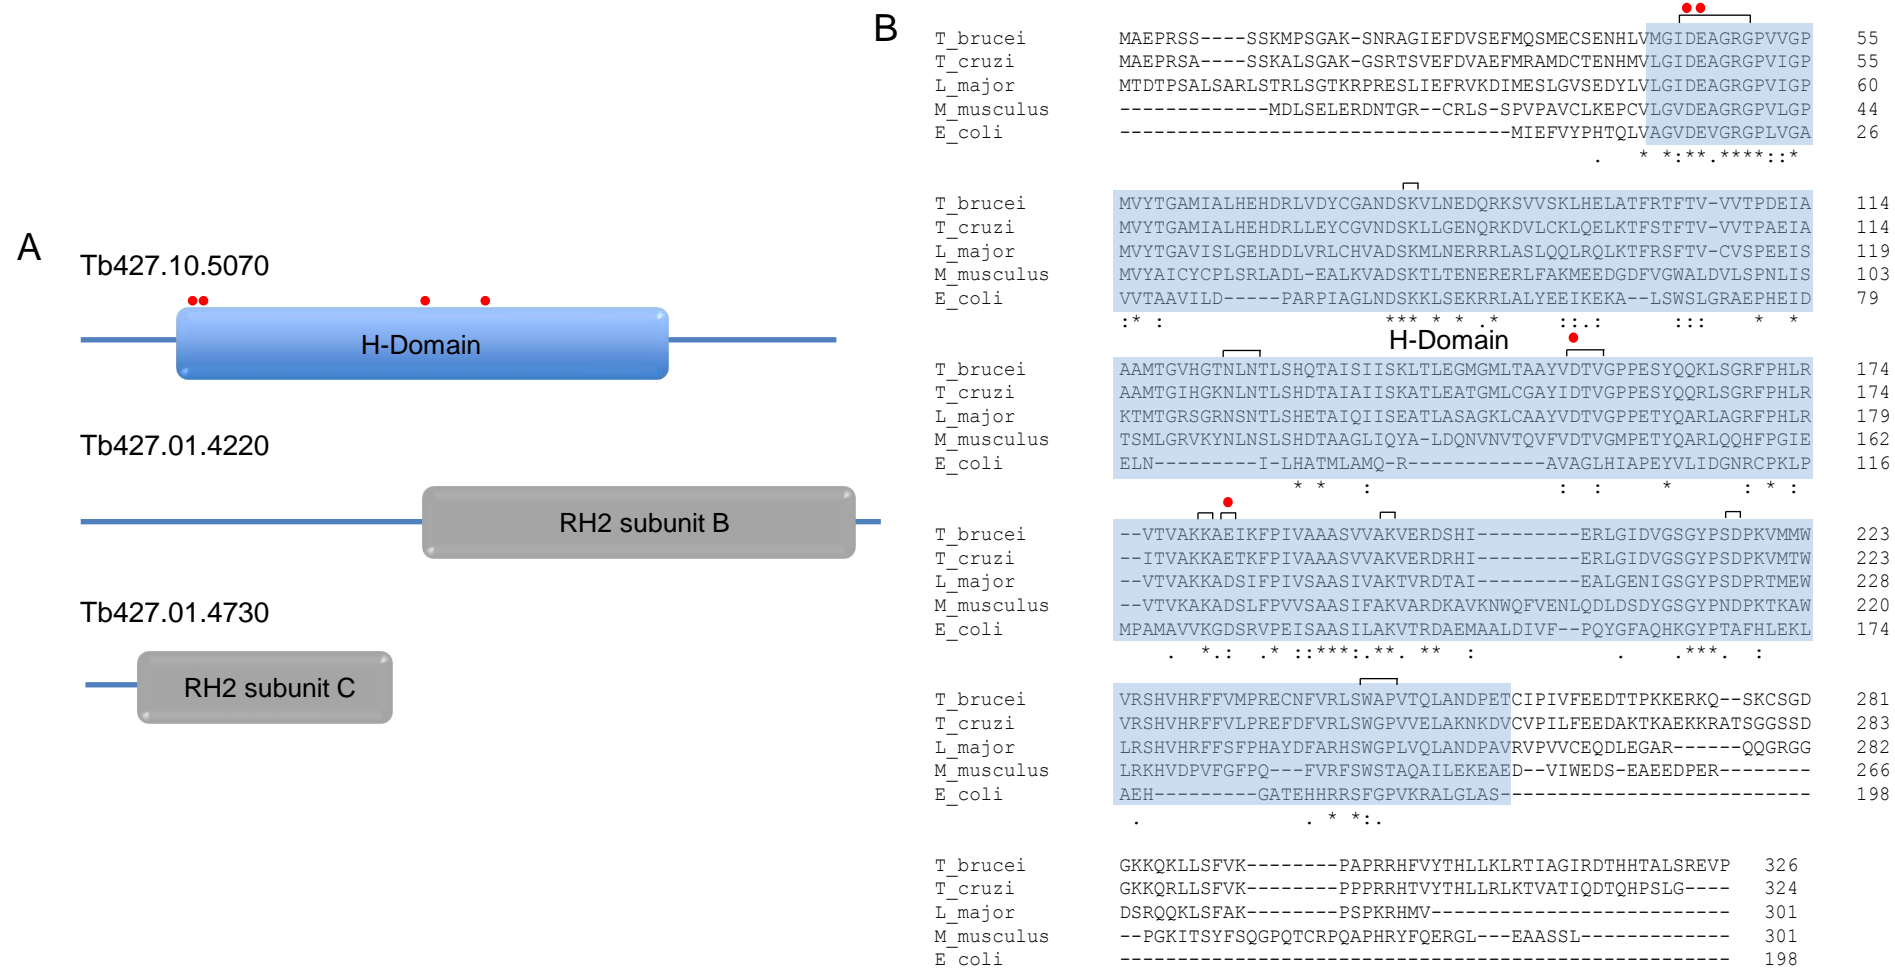 A
Tb427.10.5070
H-Domain
Tb427.01.4220
RH2 subunit B
Tb427.01.4730
RH2 subunit C
B
T_brucei MAEPRSS----SSKMPSGAK-SNRAGIEFDVSEFMQSMECSENHLVMGIDEAGRGPVVGP 55
T_cruzi MAEPRSA----SSKALSGAK-GSRTSVEFDVAEFMRAMDCTENHMVLGIDEAGRGPVIGP 55
L_major MTDTPSALSARLSTRLSGTKRPRESLIEFRVKDIMESLGVSEDYLVLGIDEAGRGPVIGP 60
M_musculus -------------MDLSELERDNTGR--CRLS-SPVPAVCLKEPCVLGVDEAGRGPVLGP 44
E_coli ----------------------------------MIEFVYPHTQLVAGVDEVGRGPLVGA 26
. * *:**.****::*
T_brucei MVYTGAMIALHEHDRLVDYCGANDSKVLNEDQRKSVVSKLHELATFRTFTV-VVTPDEIA 114
T_cruzi MVYTGAMIALHEHDRLLEYCGVNDSKLLGENQRKDVLCKLQELKTFSTFTV-VVTPAEIA 114
L_major MVYTGAVISLGEHDDLVRLCHVADSKMLNERRRLASLQQLRQLKTFRSFTV-CVSPEEIS 119
M_musculus MVYAICYCPLSRLADL-EALKVADSKTLTENERERLFAKMEEDGDFVGWALDVLSPNLIS 103
E_coli VVTAAVILD-----PARPIAGLNDSKKLSEKRRLALYEEIKEKA--LSWSLGRAEPHEID 79
:* : *** * * .* ::.: ::: * *
H-Domain
T_brucei AAMTGVHGTNLNTLSHQTAISIISKLTLEGMGMLTAAYVDTVGPPESYQQKLSGRFPHLR 174
T_cruzi AAMTGIHGKNLNTLSHDTAIAIISKATLEATGMLCGAYIDTVGPPESYQQRLSGRFPHLR 174
L_major KTMTGRSGRNSNTLSHETAIQIISEATLASAGKLCAAYVDTVGPPETYQARLAGRFPHLR 179
M_musculus TSMLGRVKYNLNSLSHDTAAGLIQYA-LDQNVNVTQVFVDTVGMPETYQARLQQHFPGIE 162
E_coli ELN---------I-LHATMLAMQ-R-----------AVAGLHIAPEYVLIDGNRCPKLP 116
* * : : : * : * :
T_brucei --VTVAKKAEIKFPIVAAASVVAKVERDSHI---------ERLGIDVGSGYPSDPKVMMW 223
T_cruzi --ITVAKKAETKFPIVAAASVVAKVERDRHI---------ERLGIDVGSGYPSDPKVMTW 223
L_major --VTVAKKADSIFPIVSAASIVAKTVRDTAI---------EALGENIGSGYPSDPRTMEW 228
M_musculus --VTVKAKADSLFPVVSAASIFAKVARDKAVKNWQFVENLQDLDSDYGSGYPNDPKTKAW 220
E_coli MPAMAVVKGDSRVPEISAASILAKVTRDAEMAALDIVF--PQYGFAQHKGYPTAFHLEKL 174
. *.: .* ::***:.**. ** : . .***. :
T_brucei VRSHVHRFFVMPRECNFVRLSWAPVTQLANDPETCIPIVFEEDTTPKKERKQ--SKCSGD 281
T_cruzi VRSHVHRFFVLPREFDFVRLSWGPVVELAKNKDVCVPILFEEDAKTKAEKKRATSGGSSD 283
L_major LRSHVHRFFSFPHAYDFARHSWGPLVQLANDPAVRVPVVCEQDLEGAR------QQGRGG 282
M_musculus LRKHVDPVFGFPQ---FVRFSWSTAQAILEKEAED--VIWEDS-EAEEDPER-------- 266
E_coli AEH---------GATEHHRRSFGPVKRALGLAS--------------------------- 198
. . * *:.
T_brucei GKKQKLLSFVK--------PAPRRHFVYTHLLKLRTIAGIRDTHHTALSREVP 326
T_cruzi GKKQRLLSFVK--------PPPRRHTVYTHLLRLKTVATIQDTQHPSLG---- 324
L_major DSRQQKLSFAK--------PSPKRHMV-------------------------- 301
M_musculus --PGKITSYFSQGPQTCRPQAPHRYFQERGL---EAASSL------------- 301
E_coli ----------------------------------------------------- 198